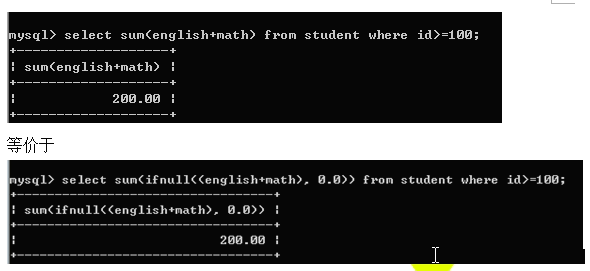 mysql> select sum(english+math) from student where id>=100;
+-------------------+
| sum(english+math) |
+-------------------+
|            200.00 |
+-------------------+
等价于
mysql> select sum(ifnull((english+math), 0.0)) from student where id>=100;
+----------------------------------+
| sum(ifnull((english+math), 0.0)) |
+----------------------------------+
|                           200.00 |
+----------------------------------+